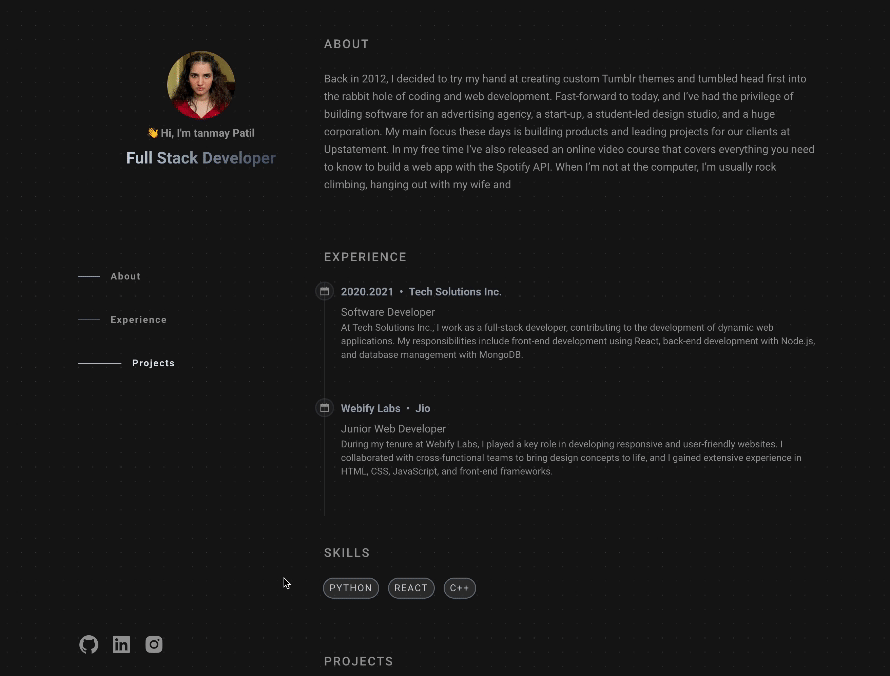 👋 Hi, I'm tanmay Patil
Full Stack Developer
About
Experience
Projects
ABOUT
Back in 2012, I decided to try my hand at creating custom Tumblr themes and tumbled head first into
the rabbit hole of coding and web development. Fast-forward to today, and I've had the privilege of
building software for an advertising agency, a start-up, a student-led design studio, and a huge
corporation. My main focus these days is building products and leading projects for our clients at
Upstatement. In my free time I've also released an online video course that covers everything you need
to know to build a web app with the Spotify API. When I'm not at the computer, I'm usually rock
climbing, hanging out with my wife and
EXPERIENCE
2020.2021 • Tech Solutions Inc.
Software Developer
At Tech Solutions Inc., I work as a full-stack developer, contributing to the development of dynamic web
applications. My responsibilities include front-end development using React, back-end development with Node.js,
and database management with MongoDB.
Webify Labs • Jio
Junior Web Developer
During my tenure at Webify Labs, I played a key role in developing responsive and user-friendly websites. I
collaborated with cross-functional teams to bring design concepts to life, and I gained extensive experience in
HTML, CSS, JavaScript, and front-end frameworks.
SKILLS
PYTHON REACT C++
PROJECTS